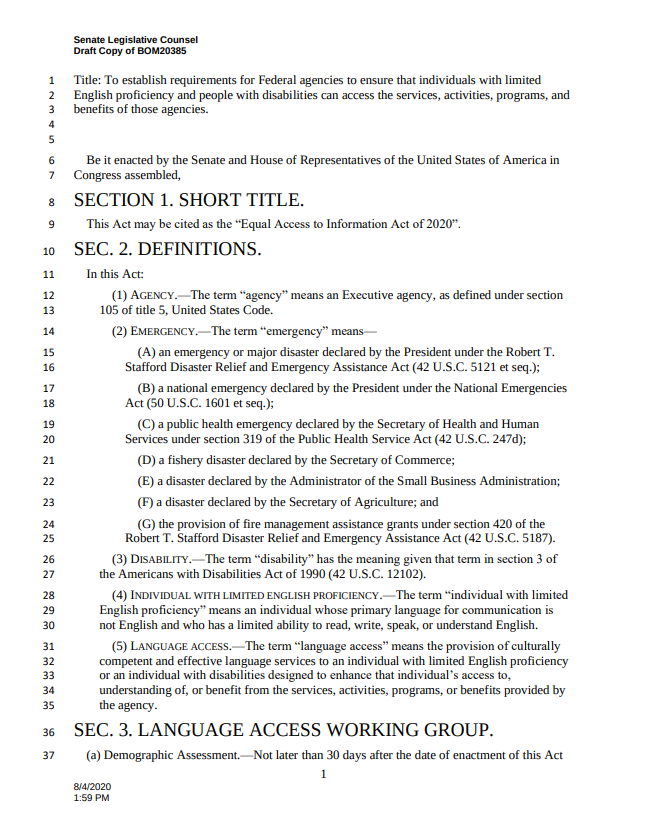 Senate Legislative Counsel
Draft Copy of BOM20385
1 Title: To establish requirements for Federal agencies to ensure that individuals with limited
2 English proficiency and people with disabilities can access the services, activities, programs, and
3 benefits of those agencies.
4
5
6 Be it enacted by the Senate and House of Representatives of the United States of America in
7 Congress assembled,
8 SECTION 1. SHORT TITLE.
9 This Act may be cited as the “Equal Access to Information Act of 2020”.
10 SEC. 2. DEFINITIONS.
11 In this Act:
12 (1) AGENCY.—The term “agency” means an Executive agency, as defined under section
13 105 of title 5, United States Code.
14 (2) EMERGENCY.—The term “emergency” means—
15 (A) an emergency or major disaster declared by the President under the Robert T.
16 Stafford Disaster Relief and Emergency Assistance Act (42 U.S.C. 5121 et seq.);
17 (B) a national emergency declared by the President under the National Emergencies
18 Act (50 U.S.C. 1601 et seq.);
19 (C) a public health emergency declared by the Secretary of Health and Human
20 Services under section 319 of the Public Health Service Act (42 U.S.C. 247d);
21 (D) a fishery disaster declared by the Secretary of Commerce;
22 (E) a disaster declared by the Administrator of the Small Business Administration;
23 (F) a disaster declared by the Secretary of Agriculture; and
24 (G) the provision of fire management assistance grants under section 420 of the
25 Robert T. Stafford Disaster Relief and Emergency Assistance Act (42 U.S.C. 5187).
26 (3) DISABILITY.—The term “disability” has the meaning given that term in section 3 of
27 the Americans with Disabilities Act of 1990 (42 U.S.C. 12102).
28 (4) INDIVIDUAL WITH LIMITED ENGLISH PROFICIENCY.—The term “individual with limited
29 English proficiency” means an individual whose primary language for communication is
30 not English and who has a limited ability to read, write, speak, or understand English.
31 (5) LANGUAGE ACCESS.—The term “language access” means the provision of culturally
32 competent and effective language services to an individual with limited English proficiency
33 or an individual with disabilities designed to enhance that individual’s access to,
34 understanding of, or benefit from the services, activities, programs, or benefits provided by
35 the agency.
36 SEC. 3. LANGUAGE ACCESS WORKING GROUP.
37 (a) Demographic Assessment.—Not later than 30 days after the date of enactment of this Act
1
8/4/2020
1:59 PM